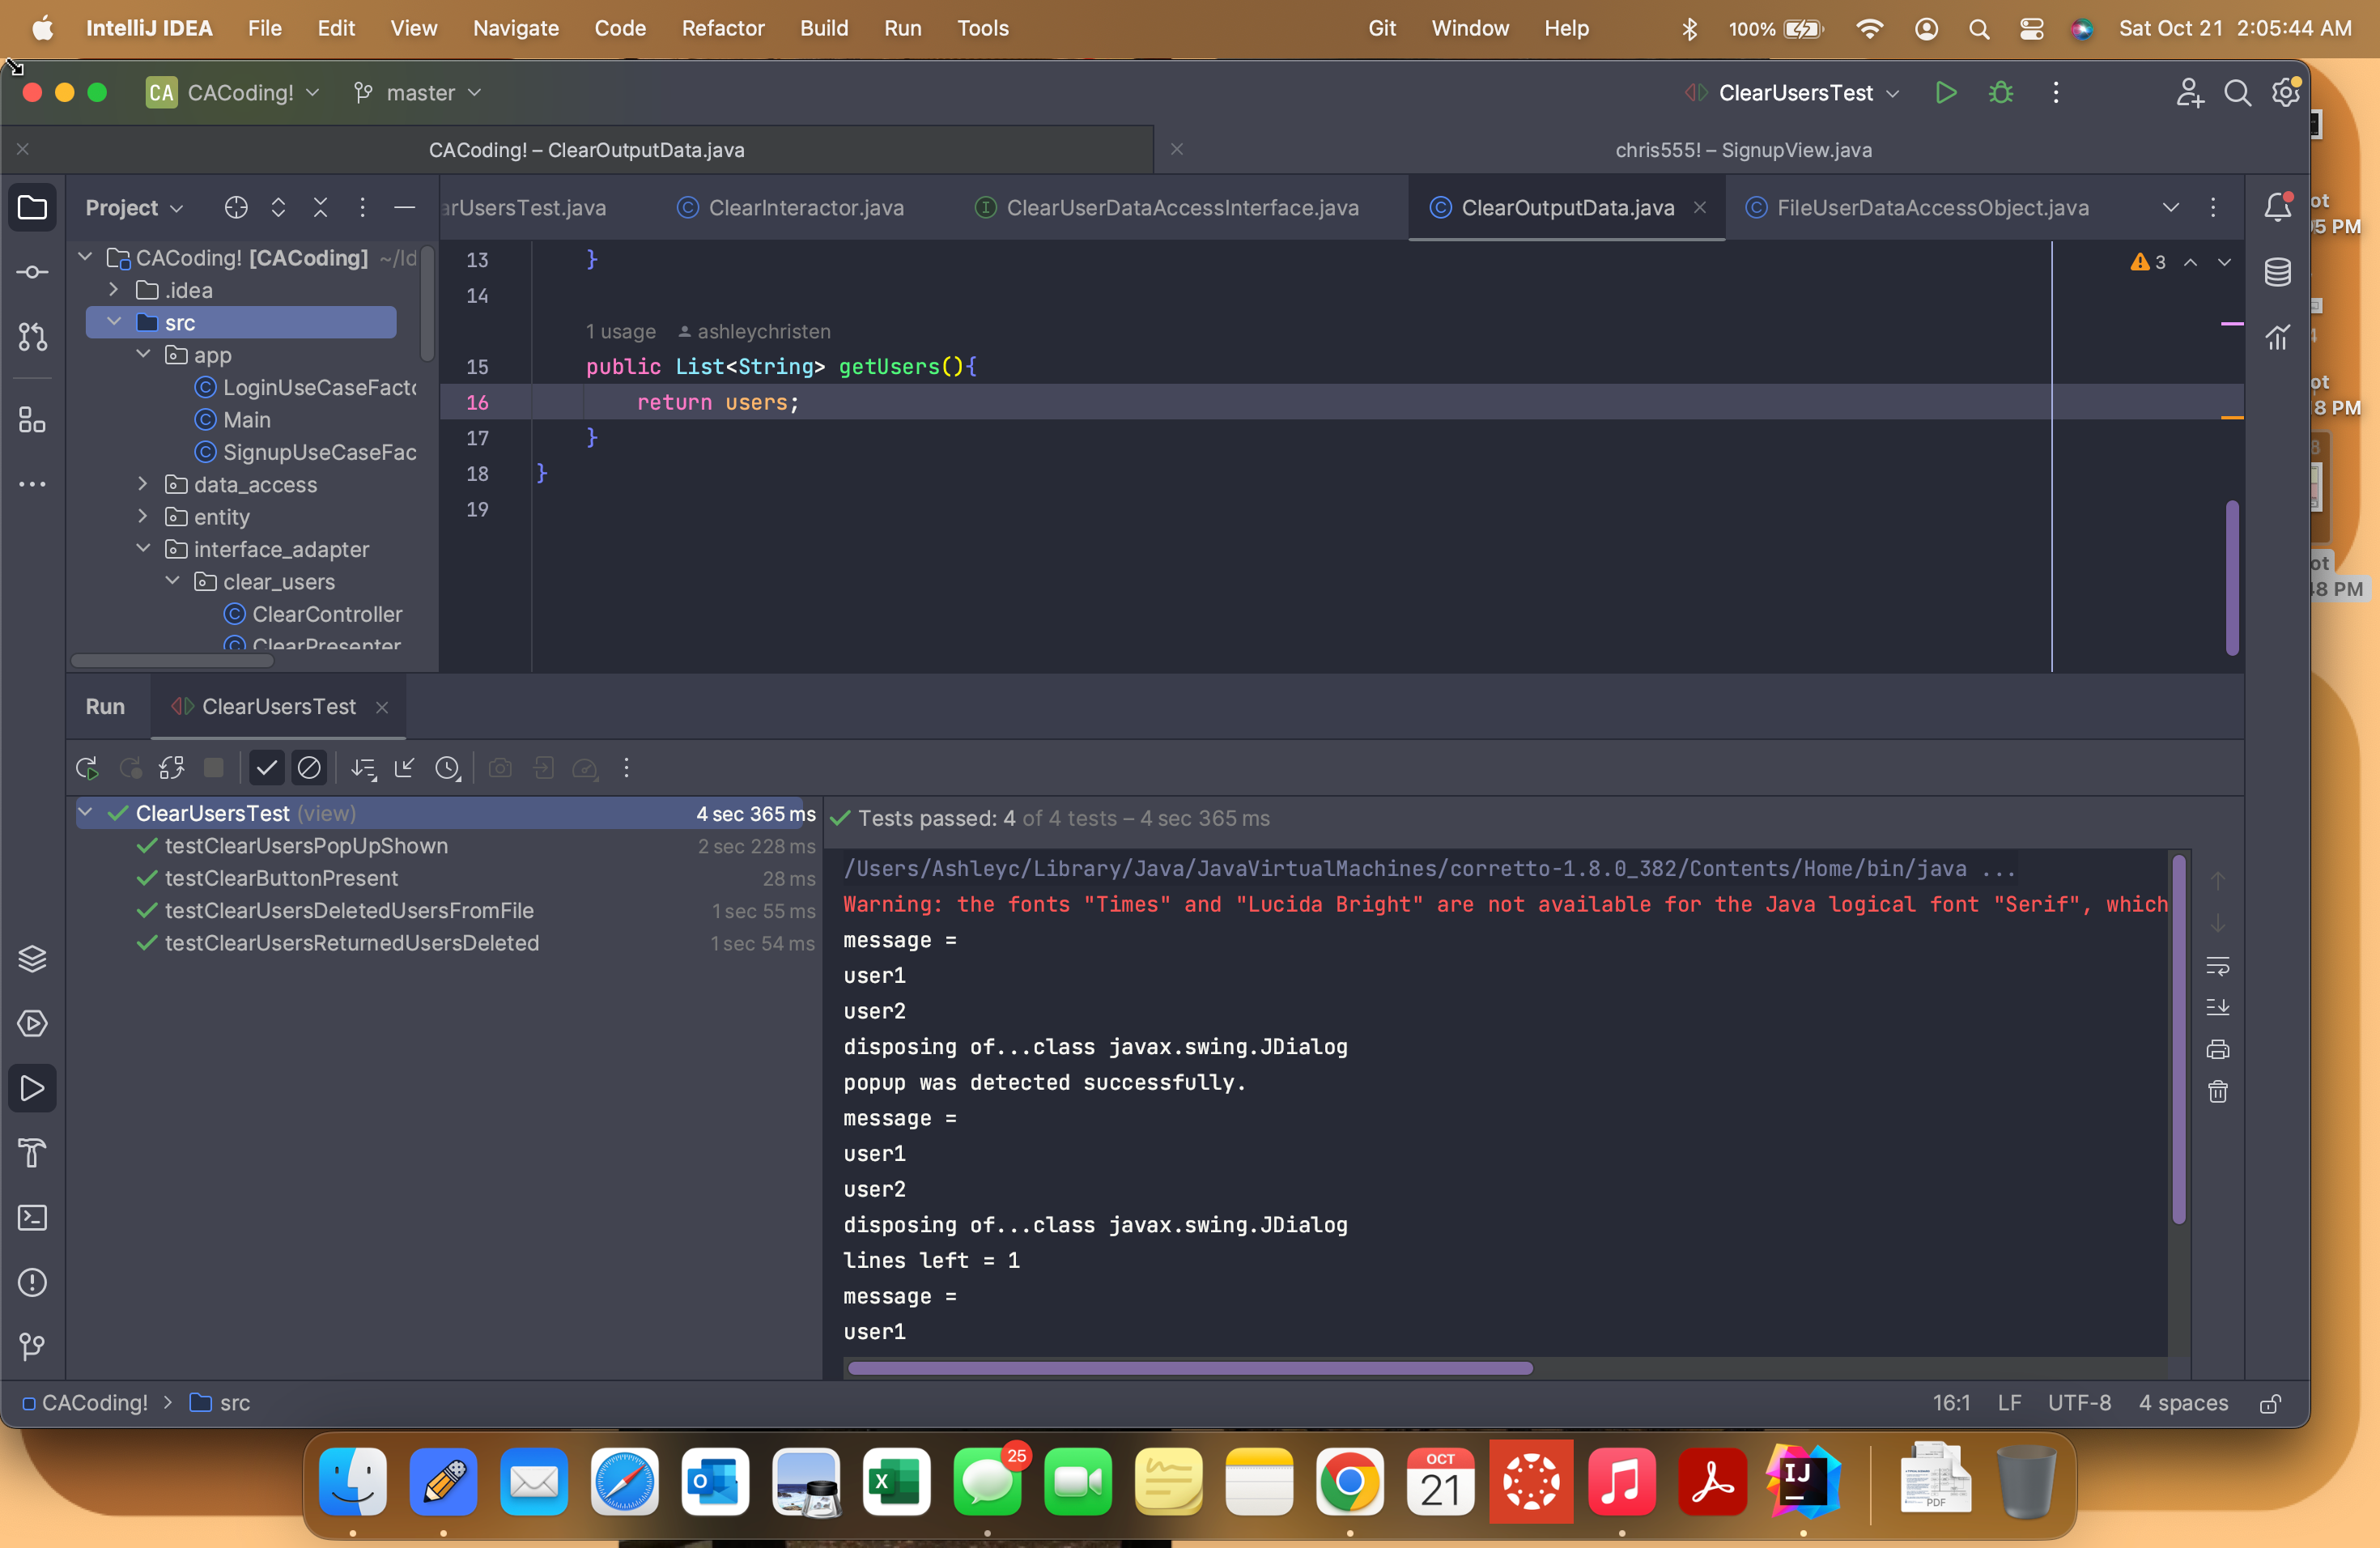 IntelliJ IDEA File Edit View Navigate Code Refactor Build Run Tools Git Window Help 100% Sat Oct 21 2:05:44 AM
CA CACoding! master ClearUsersTest
CACoding! – ClearOutputData.java chris555! – SignupView.java
Project
arUsersTest.java ClearInteractor.java ClearUserDataAccessInterface.java ClearOutputData.java FileUserDataAccessObject.java
CACoding! [CACoding] ~/Id
.idea
src
app
LoginUseCaseFacto
Main
SignupUseCaseFac
data_access
entity
interface_adapter
clear_users
ClearController
ClearPresenter
13 }
14
1 usage ashleychristen
15 public List<String> getUsers(){
16 return users;
17 }
18 }
19
3
ot
5 PM
4
ot
8 PM
8
ot
48 PM
Run ClearUsersTest
ClearUsersTest (view) 4 sec 365 ms
testClearUsersPopUpShown 2 sec 228 ms
testClearButtonPresent 28 ms
testClearUsersDeletedUsersFromFile 1 sec 55 ms
testClearUsersReturnedUsersDeleted 1 sec 54 ms
Tests passed: 4 of 4 tests – 4 sec 365 ms
/Users/Ashleyc/Library/Java/JavaVirtualMachines/corretto-1.8.0_382/Contents/Home/bin/java ...
Warning: the fonts "Times" and "Lucida Bright" are not available for the Java logical font "Serif", which
message =
user1
user2
disposing of...class javax.swing.JDialog
popup was detected successfully.
message =
user1
user2
disposing of...class javax.swing.JDialog
lines left = 1
message =
user1
CACoding! > src 16:1 LF UTF-8 4 spaces
25
OCT
21
IJ
PDF